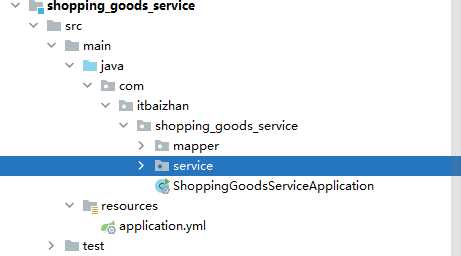 shopping_goods_service
src
main
java
com
itbaizhan
shopping_goods_service
mapper
service
ShoppingGoodsServiceApplication
resources
application.yml
test